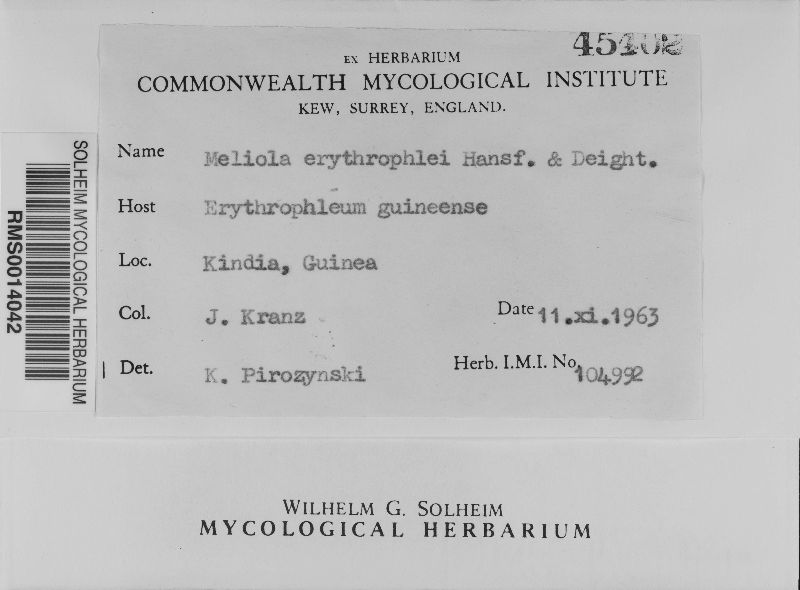 45408
EX HERBARIUM
COMMONWEALTH MYCOLOGICAL INSTITUTE
KEW, SURREY, ENGLAND.
Name Meliola erythrophlei Hansf. & Deight.
Host Erythrophleum guineense
Loc. Kindia, Guinea
Col. J. Kranz Date 11.xi.1963
Det. K. Pirozynski Herb. I.M.I. No. 104992
SOLHEIM MYCOLOGICAL HERBARIUM
RMS0014042
WILHELM G. SOLHEIM
MYCOLOGICAL HERBARIUM